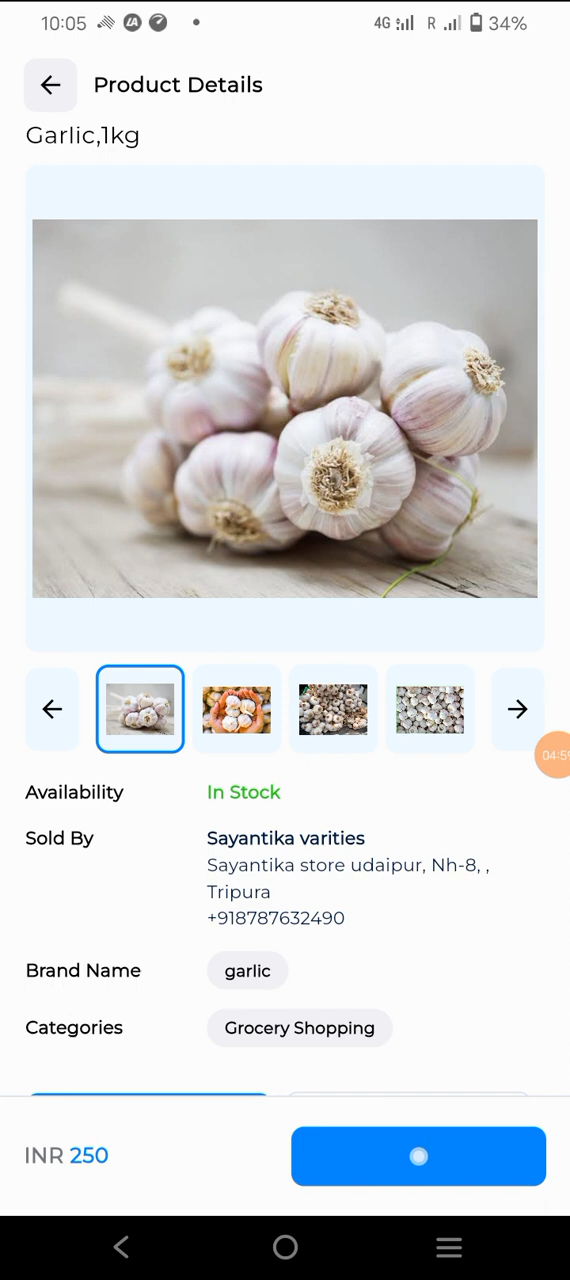 10:05 LA 4G R 34%
Product Details
Garlic,1kg
Availability In Stock
Sold By Sayantika varities
Sayantika store udaipur, Nh-8, ,
Tripura
+918787632490
Brand Name garlic
Categories Grocery Shopping
INR 250